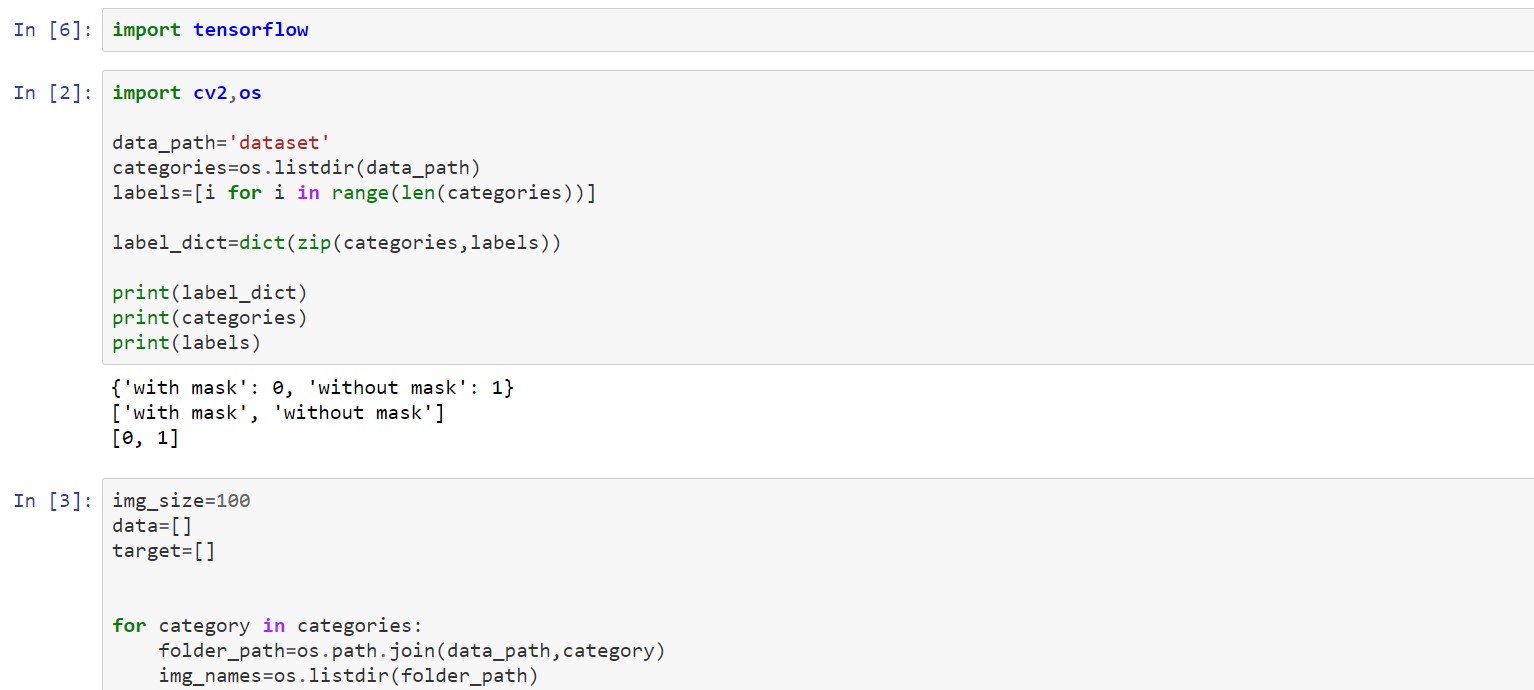 In [6]: import tensorflow
In [2]: import cv2,os
data_path='dataset'
categories=os.listdir(data_path)
labels=[i for i in range(len(categories))]
label_dict=dict(zip(categories,labels))
print(label_dict)
print(categories)
print(labels)
{'with mask': 0, 'without mask': 1}
['with mask', 'without mask']
[0, 1]
In [3]: img_size=100
data=[]
target=[]
for category in categories:
    folder_path=os.path.join(data_path,category)
    img_names=os.listdir(folder_path)